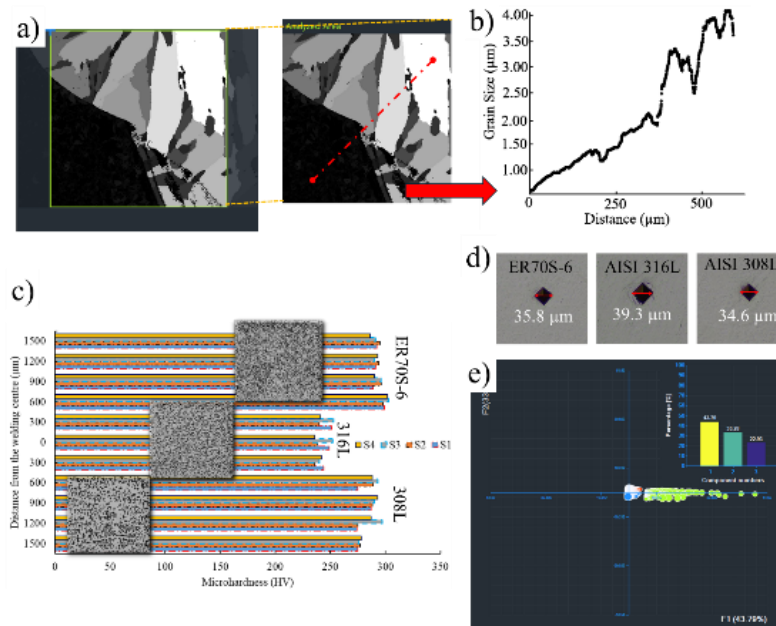 a)
Analyzed Area
b)
Grain Size (µm)
4.00
3.50
3.00
2.50
2.00
1.50
1.00
0
250
500
Distance (µm)
c)
Distance from the welding centre (µm)
1500
1200
900
600
300
0
300
600
900
1200
1500
ER70S-6
316L
308L
S4 S3 S2 S1
0 50 100 150 200 250 300 350
Microhardness (HV)
d)
ER70S-6
35.8 µm
AISI 316L
39.3 µm
AISI 308L
34.6 µm
e)
Percentage (%)
Component numbers
1 2 3
F1 (43.79%)